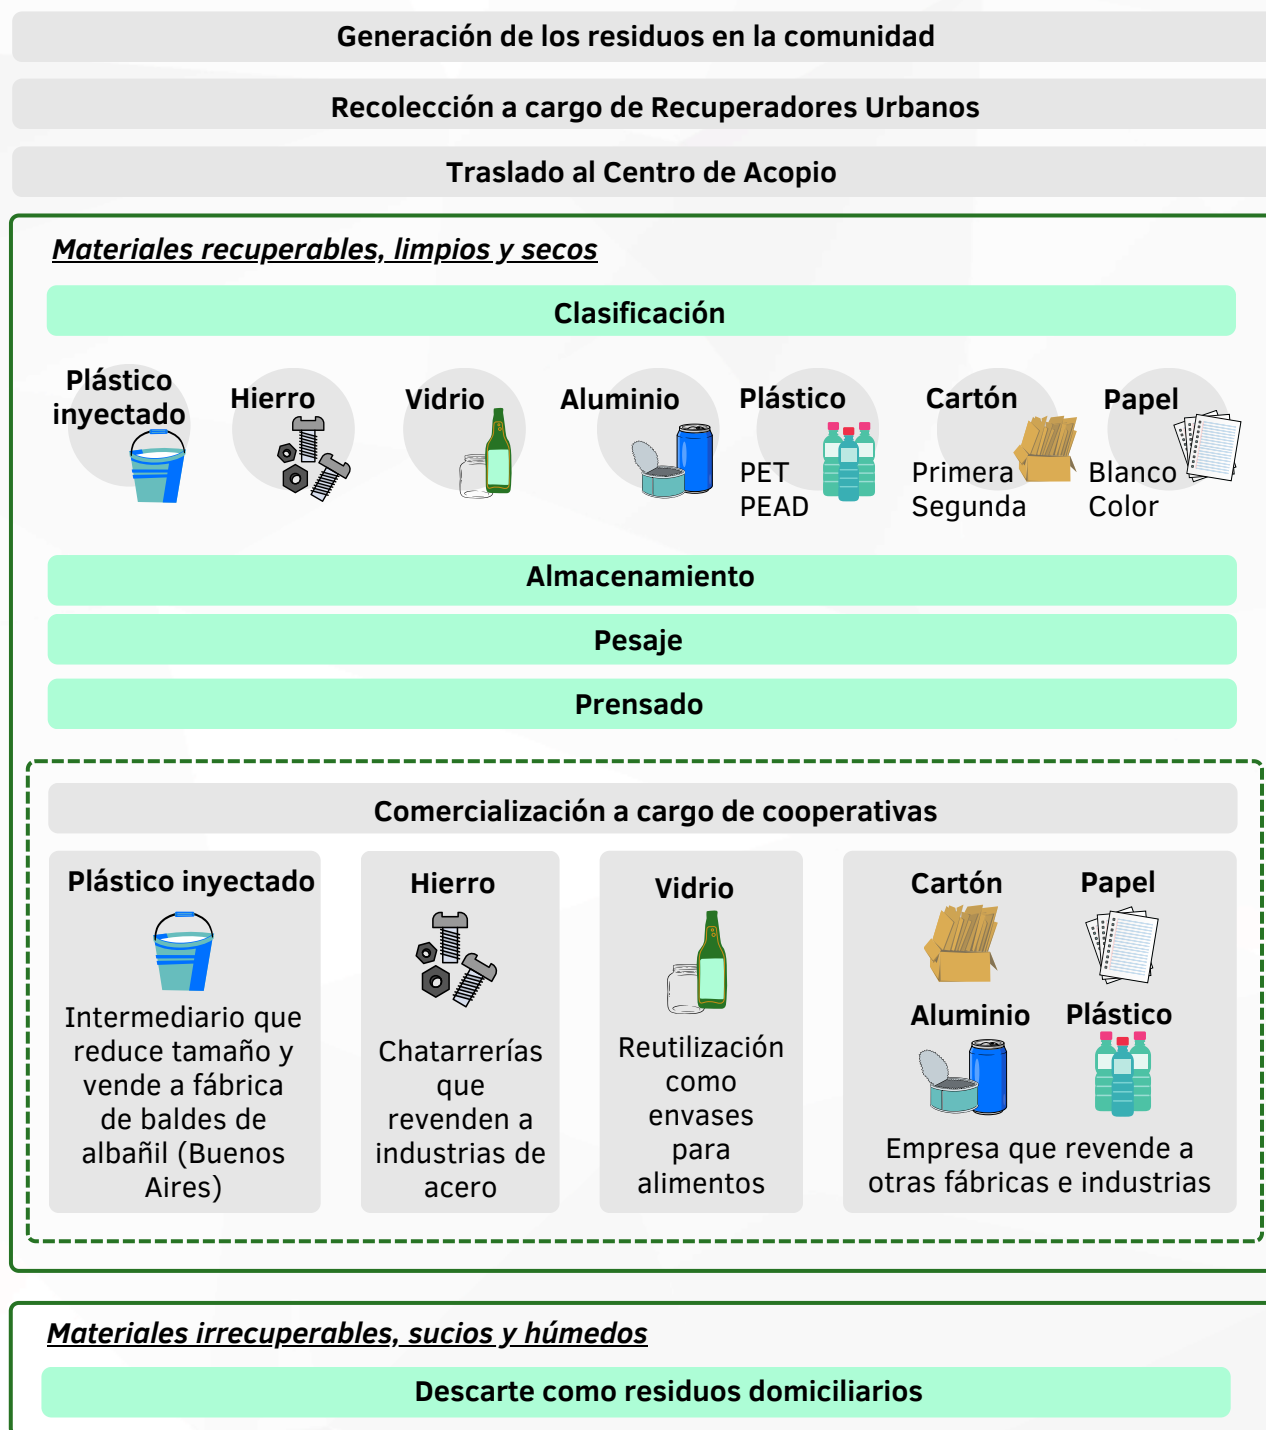 Generación de los residuos en la comunidad
Recolección a cargo de Recuperadores Urbanos
Traslado al Centro de Acopio
Materiales recuperables, limpios y secos
Clasificación
Plástico
inyectado
Hierro
Vidrio
Aluminio
Plástico
PET
PEAD
Cartón
Primera
Segunda
Papel
Blanco
Color
Almacenamiento
Pesaje
Prensado
Comercialización a cargo de cooperativas
Plástico inyectado
Intermediario que
reduce tamaño y
vende a fábrica
de baldes de
albañil (Buenos
Aires)
Hierro
Chatarrerías
que
revenden a
industrias de
acero
Vidrio
Reutilización
como
envases
para
alimentos
Cartón
Papel
Aluminio
Plástico
Empresa que revende a
otras fábricas e industrias
Materiales irrecuperables, sucios y húmedos
Descarte como residuos domiciliarios